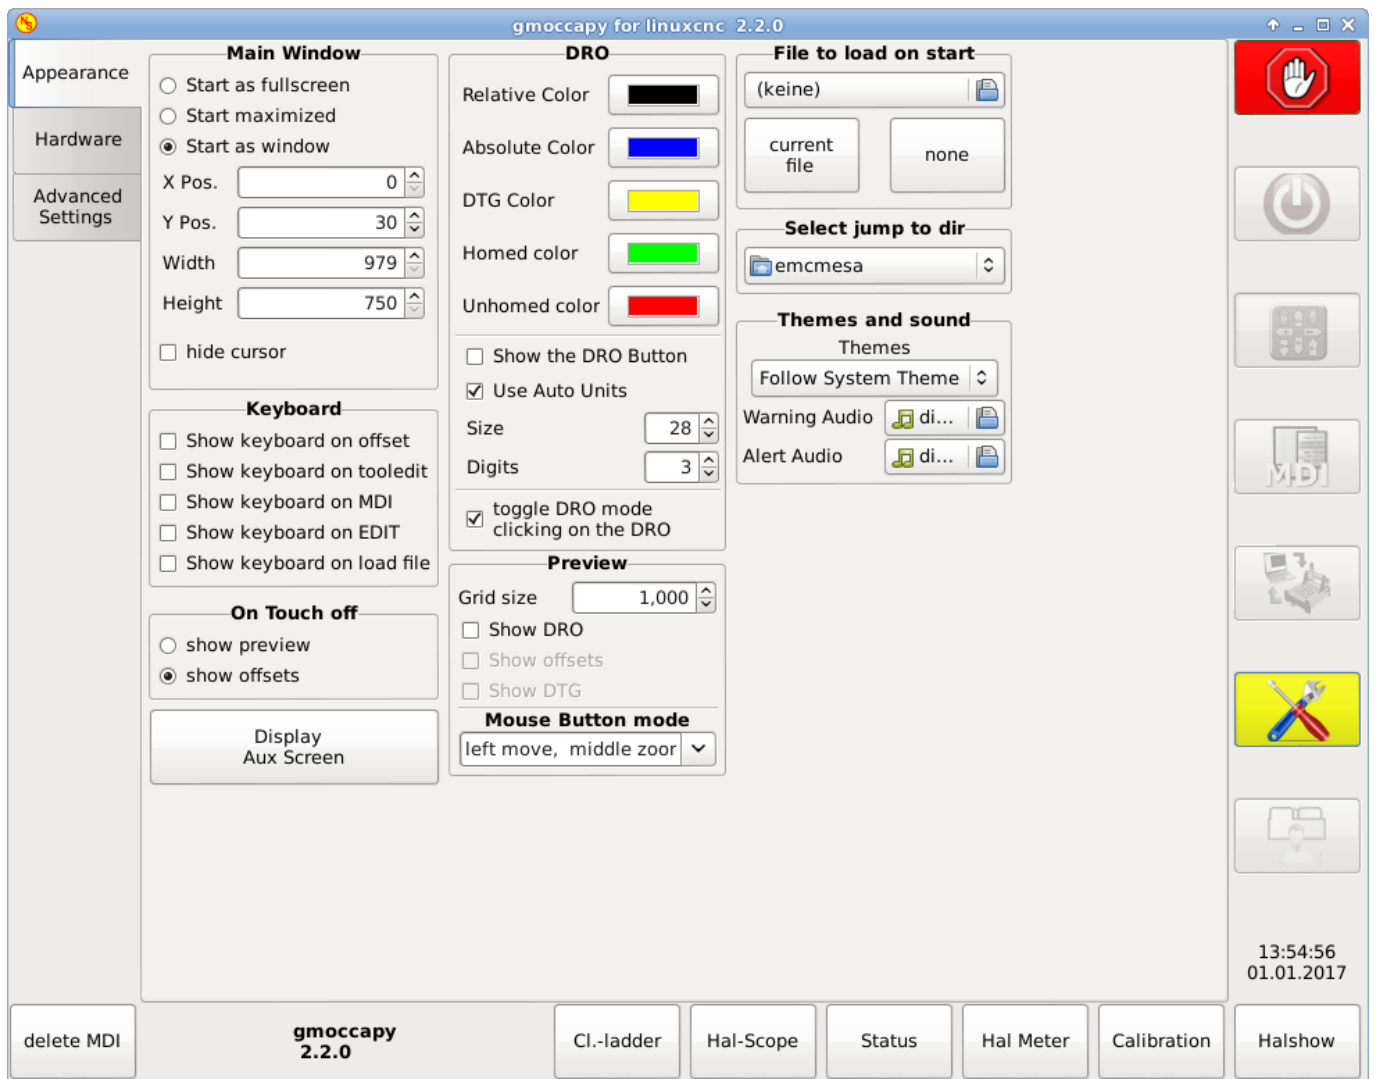 gmoccapy for linuxcnc 2.2.0
Appearance
Hardware
Advanced
Settings
Main Window
Start as fullscreen
Start maximized
Start as window
X Pos. 0
Y Pos. 30
Width 979
Height 750
hide cursor
Keyboard
Show keyboard on offset
Show keyboard on tooledit
Show keyboard on MDI
Show keyboard on EDIT
Show keyboard on load file
On Touch off
show preview
show offsets
Display
Aux Screen
DRO
Relative Color
Absolute Color
DTG Color
Homed color
Unhomed color
Show the DRO Button
Use Auto Units
Size 28
Digits 3
toggle DRO mode
clicking on the DRO
Preview
Grid size 1,000
Show DRO
Show offsets
Show DTG
Mouse Button mode
left move, middle zoor
File to load on start
(keine)
current
file
none
Select jump to dir
emcmesa
Themes and sound
Themes
Follow System Theme
Warning Audio di...
Alert Audio di...
MDI
13:54:56
01.01.2017
delete MDI
gmoccapy
2.2.0
Cl.-ladder
Hal-Scope
Status
Hal Meter
Calibration
Halshow